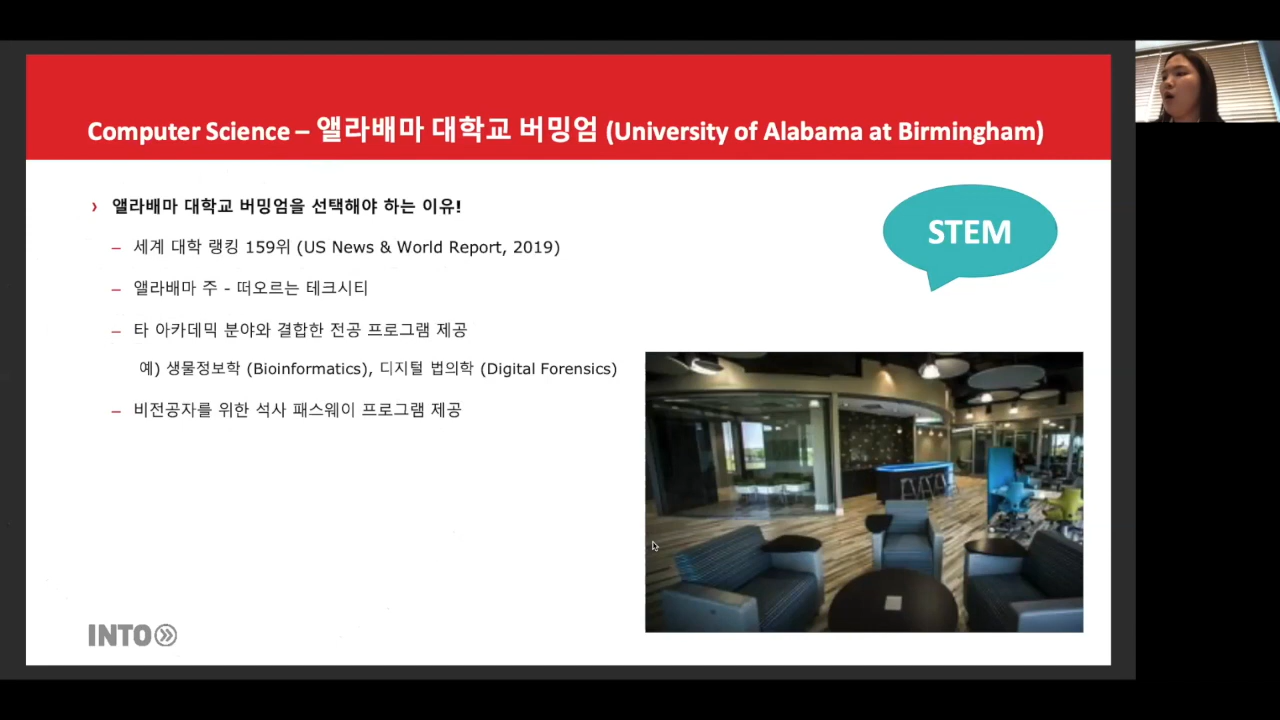 Computer Science – 앨라배마 대학교 버밍엄 (University of Alabama at Birmingham)
› 앨라배마 대학교 버밍엄을 선택해야 하는 이유!
– 세계 대학 랭킹 159위 (US News & World Report, 2019)
– 앨라배마 주 - 떠오르는 테크시티
– 타 아카데믹 분야와 결합한 전공 프로그램 제공
예) 생물정보학 (Bioinformatics), 디지털 법의학 (Digital Forensics)
– 비전공자를 위한 석사 패스웨이 프로그램 제공
STEM
INTO